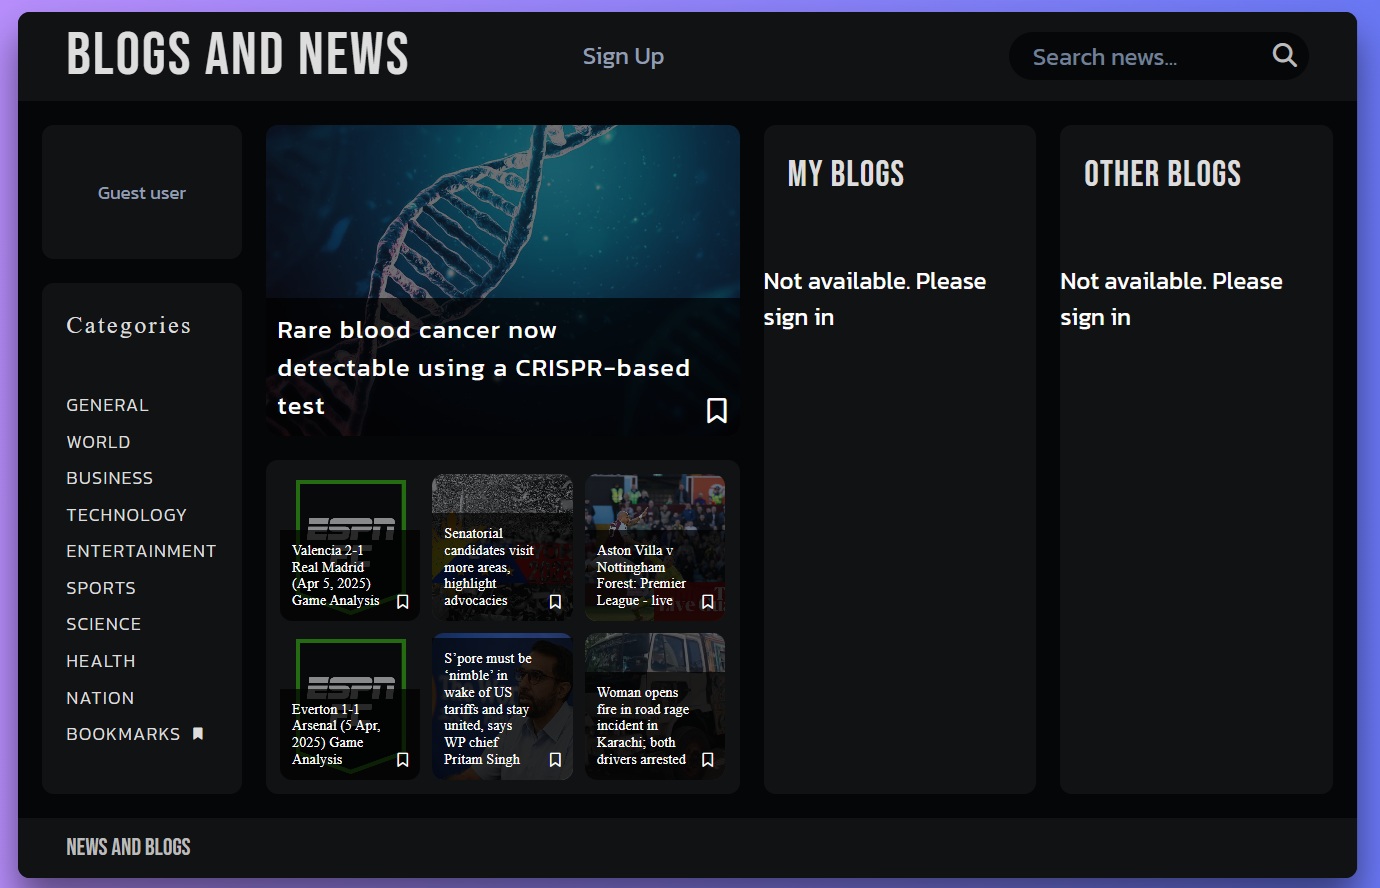 BLOGS AND NEWS
Sign Up
Search news...
Guest user
Categories
GENERAL
WORLD
BUSINESS
TECHNOLOGY
ENTERTAINMENT
SPORTS
SCIENCE
HEALTH
NATION
BOOKMARKS
Rare blood cancer now
detectable using a CRISPR-based
test
ESPN
Valencia 2-1
Real Madrid
(Apr 5, 2025)
Game Analysis
Senatorial
candidates visit
more areas,
highlight
advocacies
Aston Villa v
Nottingham
Forest: Premier
League - live
ESPN
Everton 1-1
Arsenal (5 Apr,
2025) Game
Analysis
S’pore must be
‘nimble’ in
wake of US
tariffs and stay
united, says
WP chief
Pritam Singh
Woman opens
fire in road rage
incident in
Karachi; both
drivers arrested
MY BLOGS
Not available. Please
sign in
OTHER BLOGS
Not available. Please
sign in
NEWS AND BLOGS